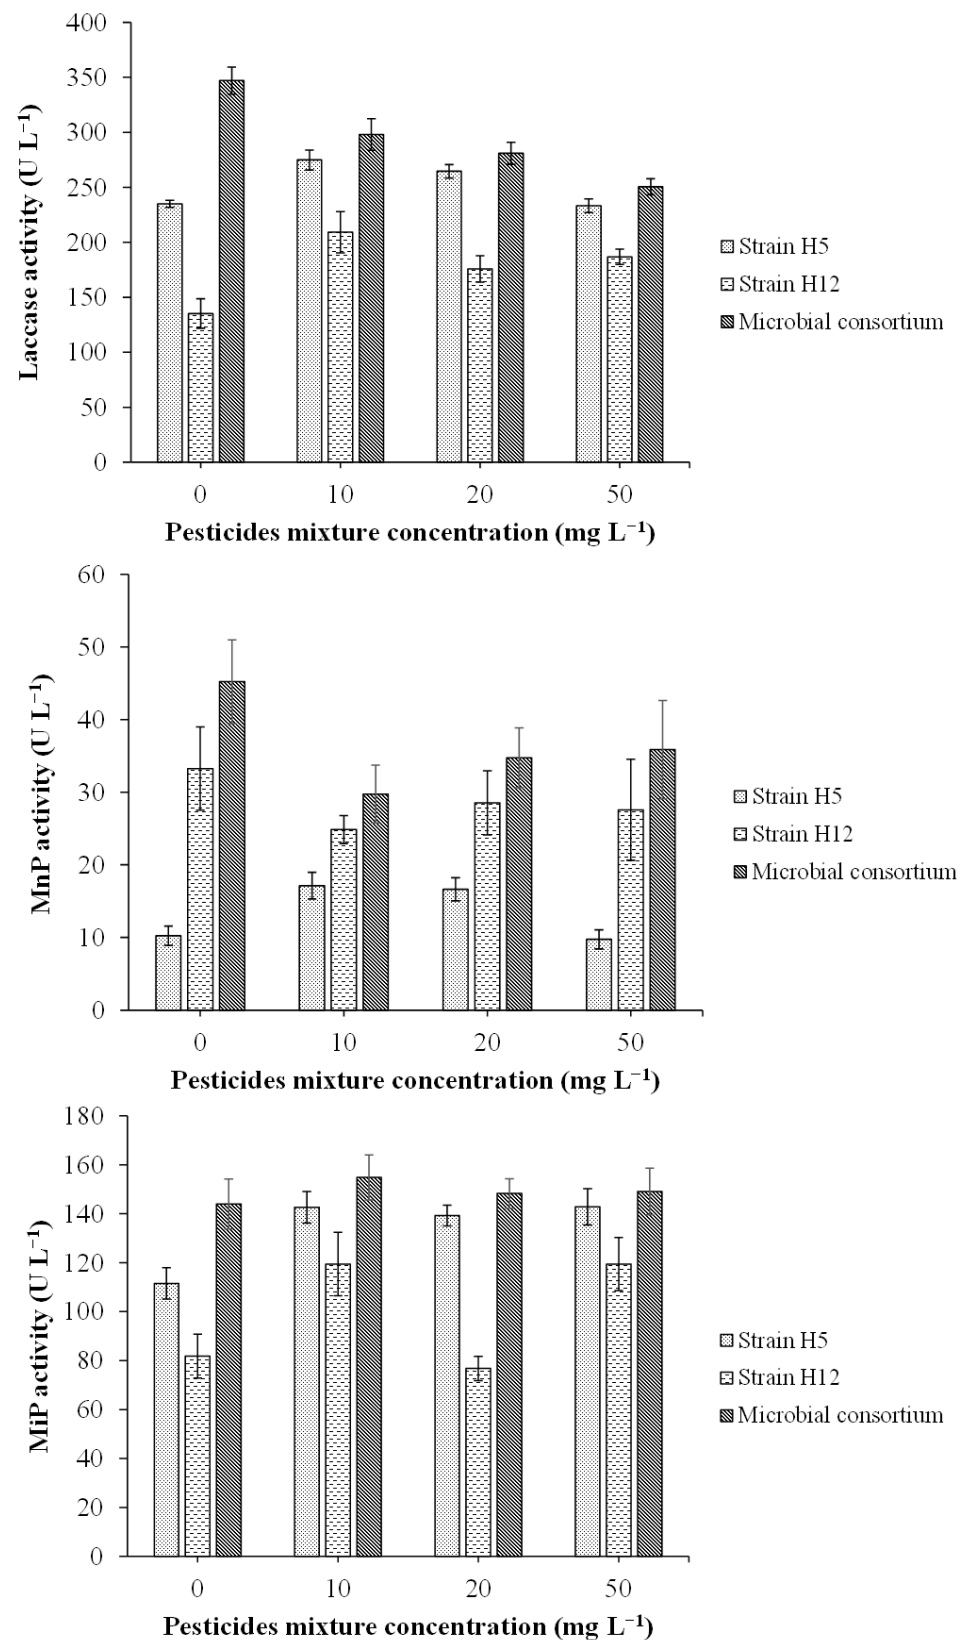 400
350
300
250
200
150
100
50
0
Laccase activity (U L⁻¹)
0 10 20 50
Pesticides mixture concentration (mg L⁻¹)
Strain H5
Strain H12
Microbial consortium
60
50
40
30
20
10
0
MnP activity (U L⁻¹)
0 10 20 50
Pesticides mixture concentration (mg L⁻¹)
Strain H5
Strain H12
Microbial consortium
180
160
140
120
100
80
60
40
20
0
MiP activity (U L⁻¹)
0 10 20 50
Pesticides mixture concentration (mg L⁻¹)
Strain H5
Strain H12
Microbial consortium